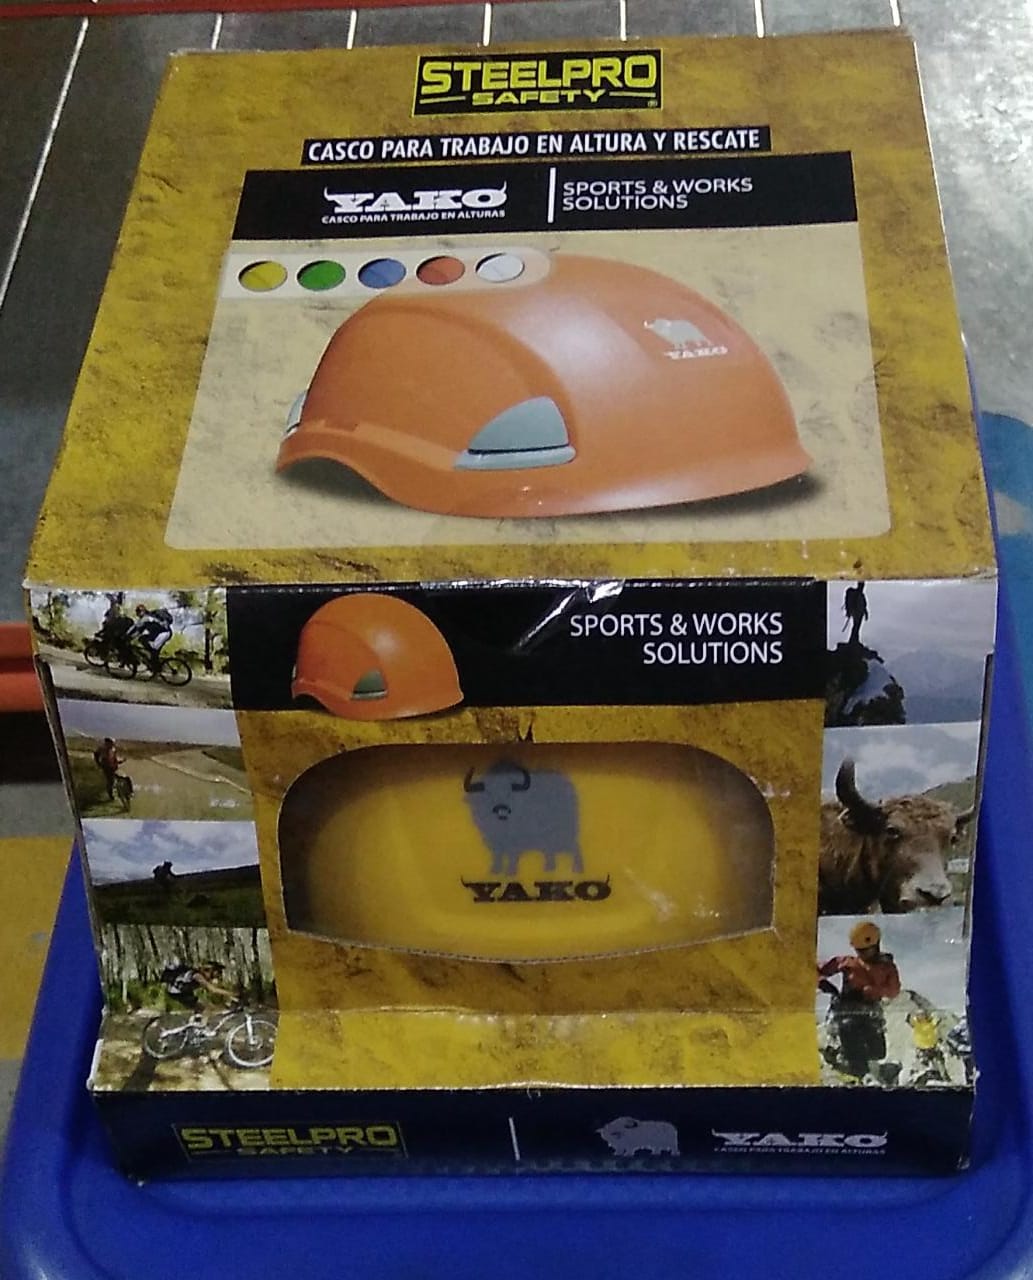 STEELPRO
SAFETY
®
CASCO PARA TRABAJO EN ALTURA Y RESCATE
YAKO
CASCO PARA TRABAJO EN ALTURAS
SPORTS & WORKS
SOLUTIONS
YAKO
SPORTS & WORKS
SOLUTIONS
YAKO
STEELPRO
SAFETY
YAKO
CASCO PARA TRABAJO EN ALTURAS